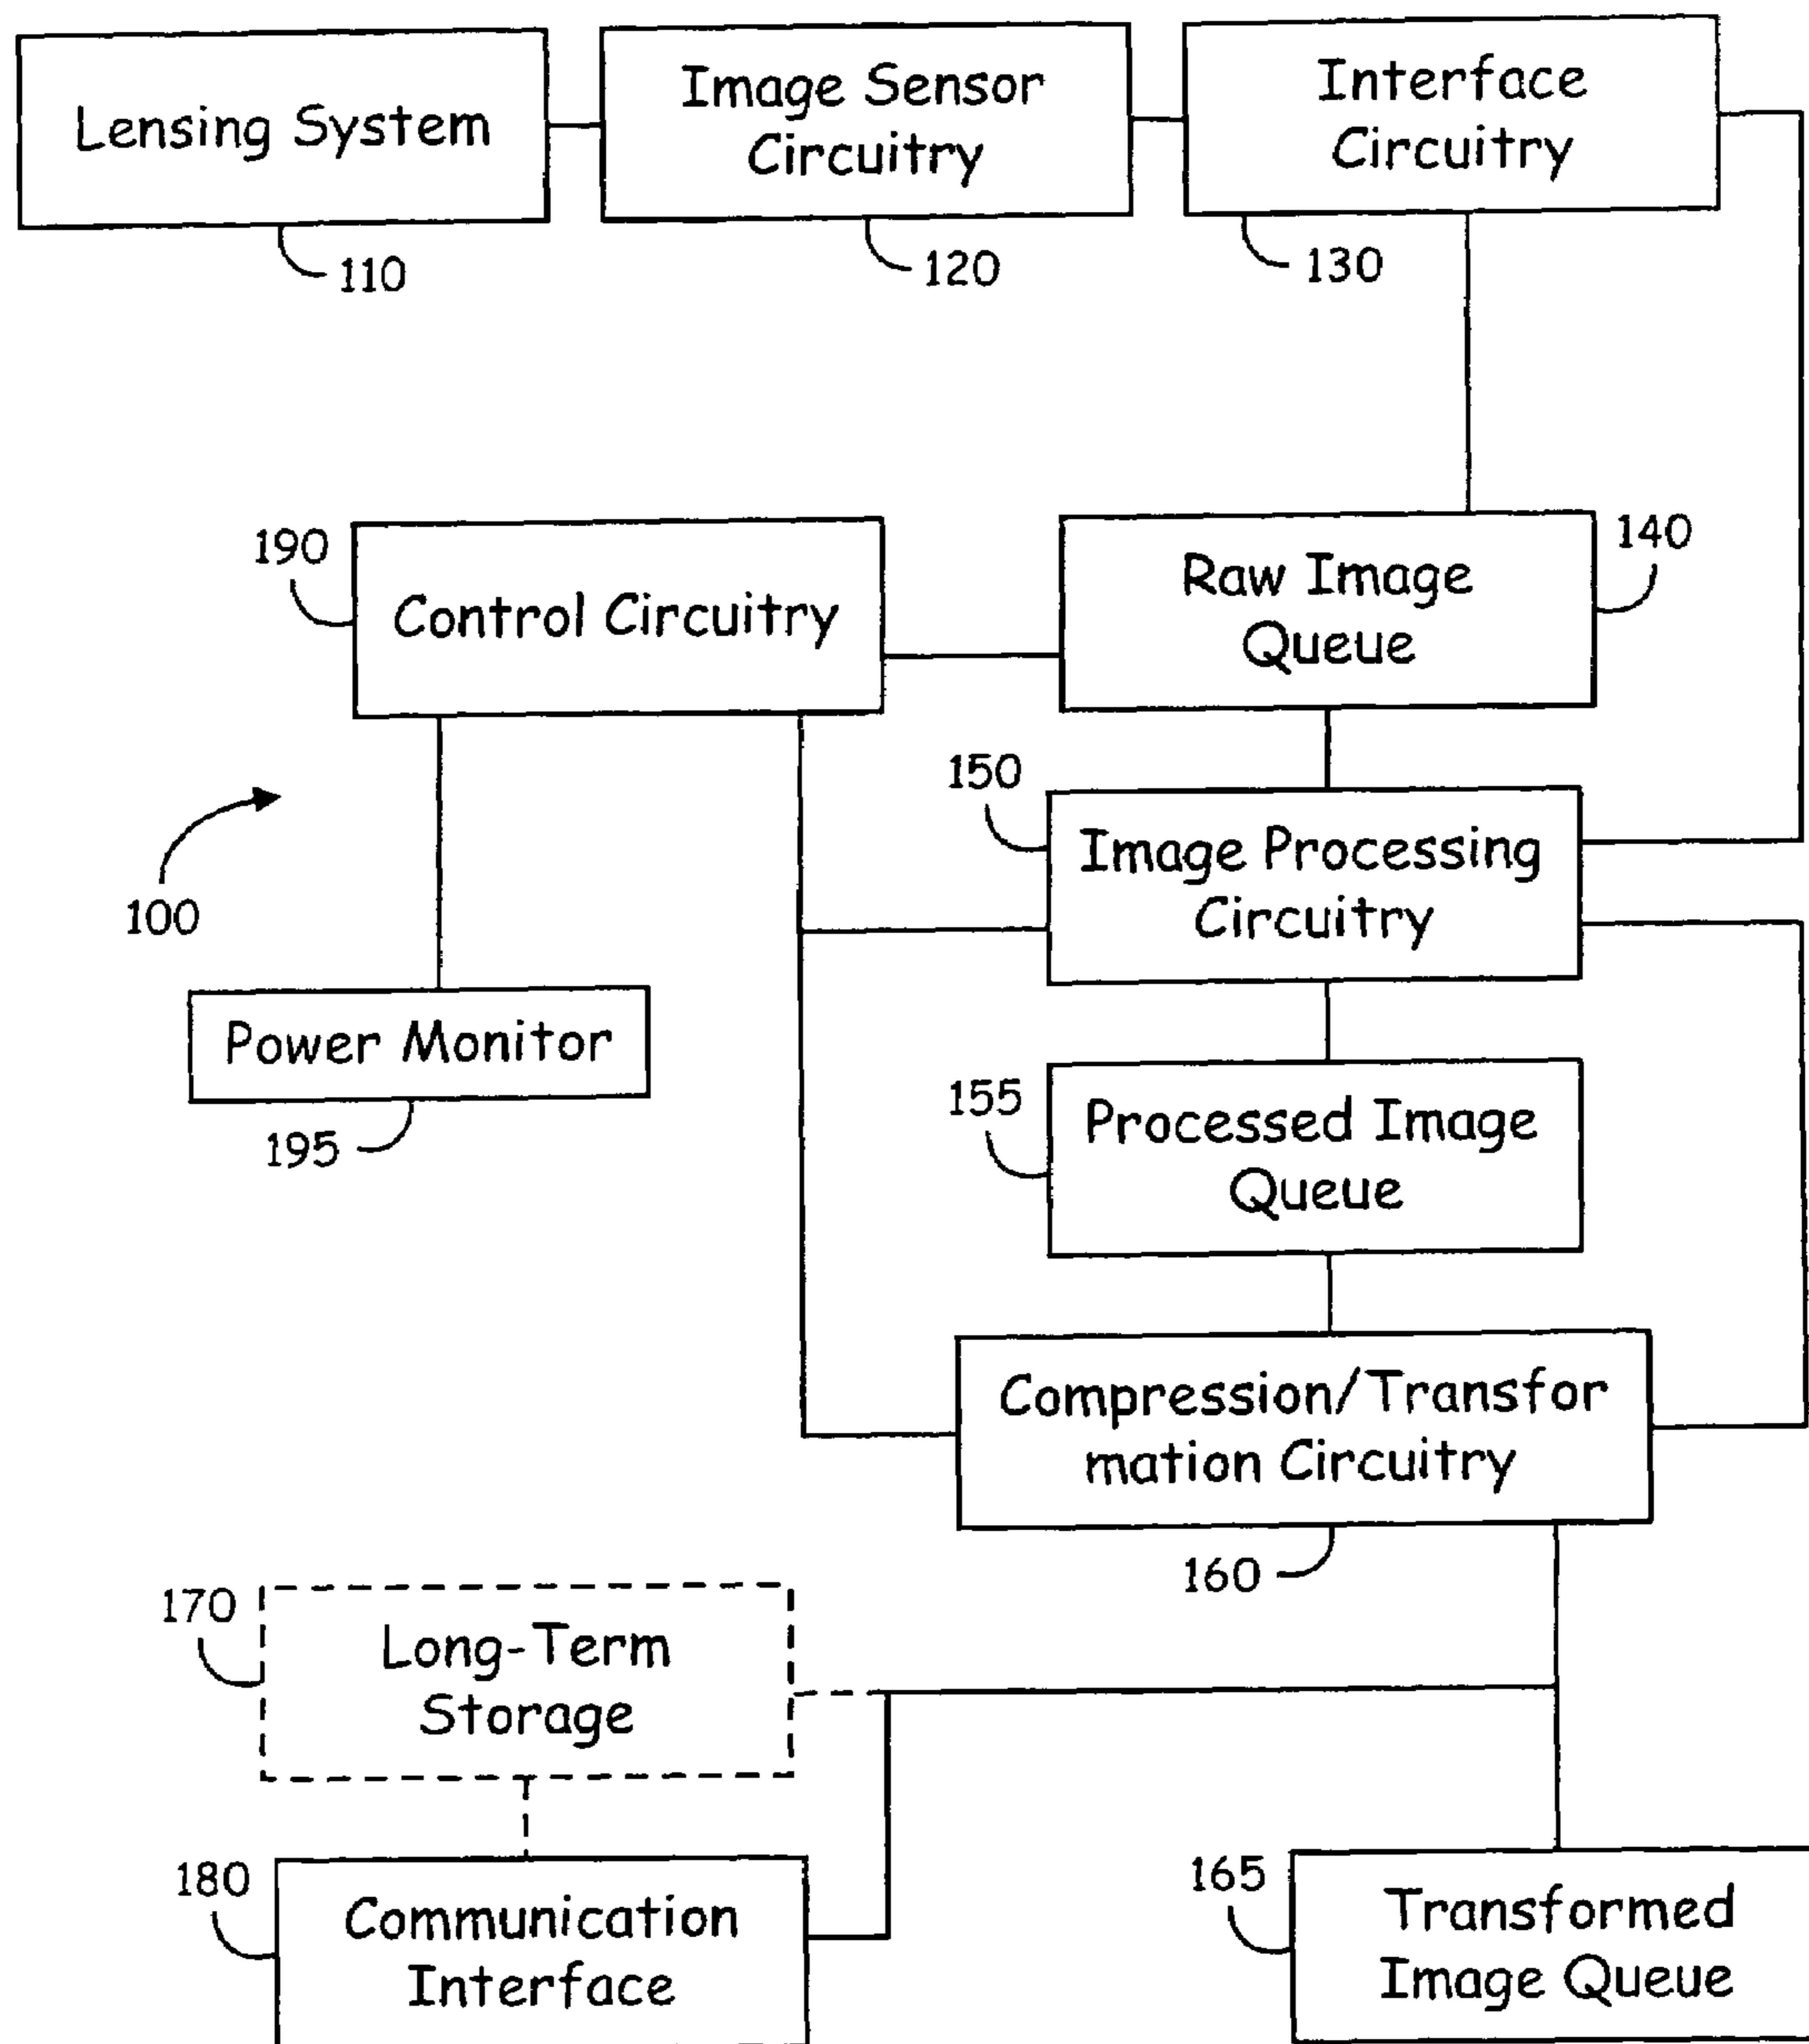 Lensing System
Image Sensor
Circuitry
Interface
Circuitry
110
120
130
190
Control Circuitry
Raw Image
Queue
140
150
Image Processing
Circuitry
100
Power Monitor
195
155
Processed Image
Queue
Compression/Transfor
mation Circuitry
160
170
Long-Term
Storage
180
Communication
Interface
165
Transformed
Image Queue